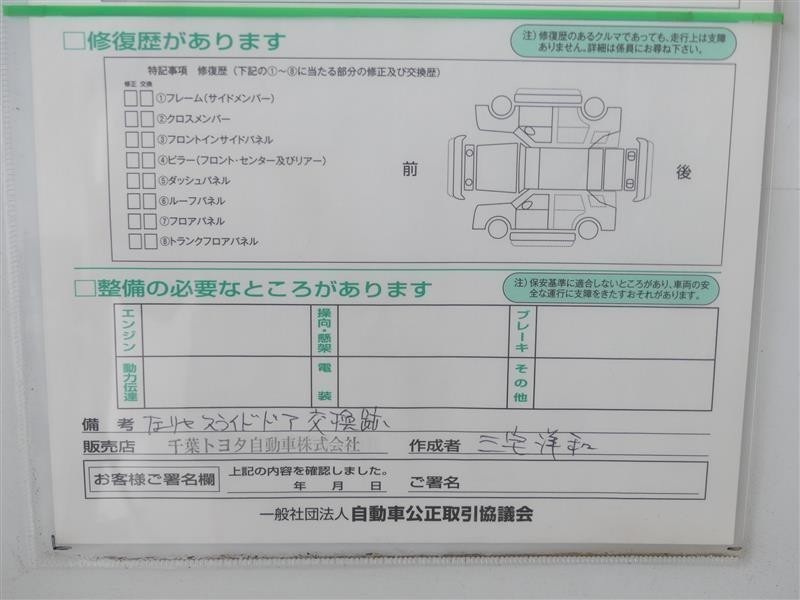 □修復歴があります
注）修復歴のあるクルマであっても、走行上は支障
ありません。詳細は係員にお尋ね下さい。
特記事項 修復歴（下記の①～⑧に当たる部分の修正及び交換歴）
修正 交換
①フレーム（サイドメンバー）
②クロスメンバー
③フロントインサイドパネル
④ピラー（フロント・センター及びリアー）
⑤ダッシュパネル
⑥ルーフパネル
⑦フロアパネル
⑧トランクフロアパネル
前
後
□整備の必要なところがあります
注）保安基準に適合しないところがあり、車両の安
全な運行に支障をきたすおそれがあります。
エンジン
操向・懸架
ブレーキ
動力伝達
電装
その他
備考 左リヤスライドドア交換跡
販売店 千葉トヨタ自動車株式会社 作成者 三宅洋和
お客様ご署名欄
上記の内容を確認しました。
年 月 日
ご署名
一般社団法人 自動車公正取引協議会